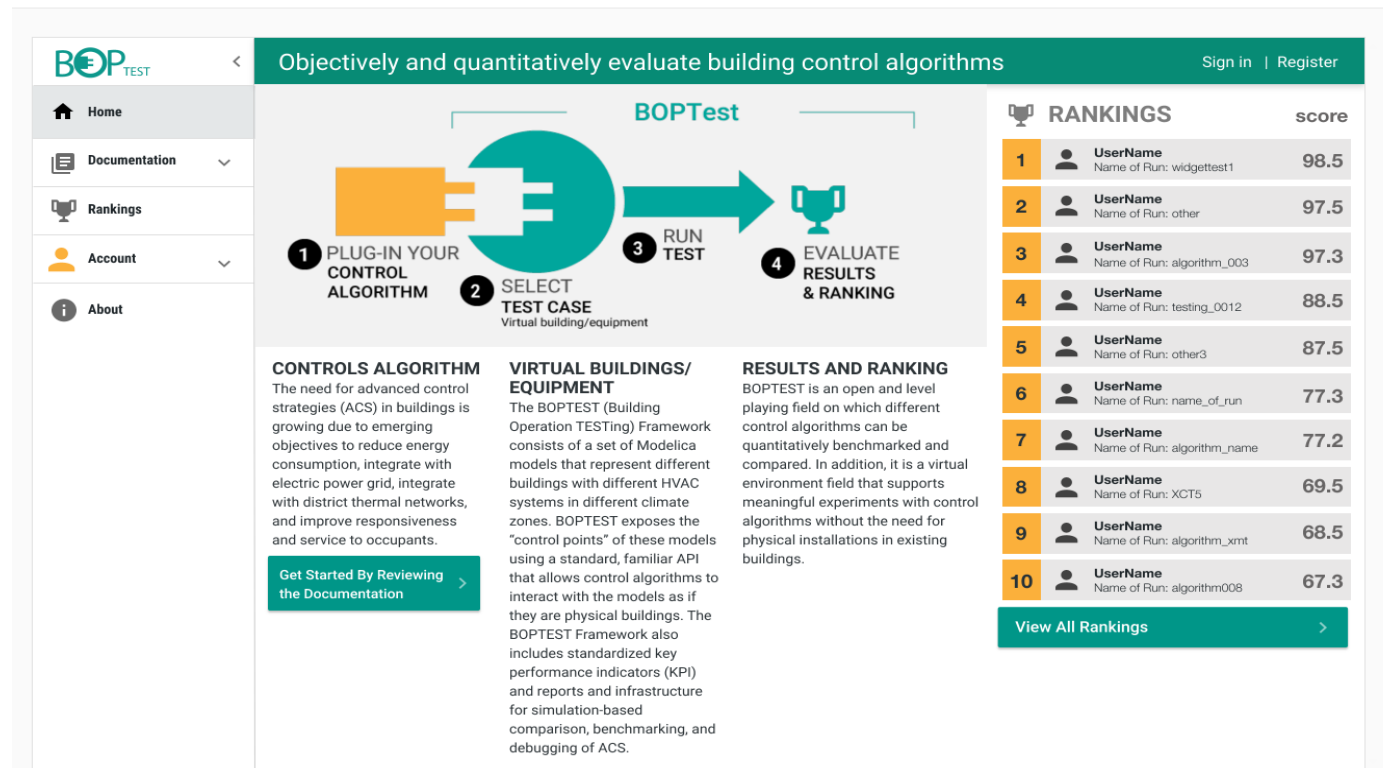 BOPTEST
Objectively and quantitatively evaluate building control algorithms
Sign in | Register
Home
Documentation
Rankings
Account
About
BOPTest
1 PLUG-IN YOUR
CONTROL
ALGORITHM
2 SELECT
TEST CASE
Virtual building/equipment
3 RUN
TEST
4 EVALUATE
RESULTS
& RANKING
CONTROLS ALGORITHM
The need for advanced control
strategies (ACS) in buildings is
growing due to emerging
objectives to reduce energy
consumption, integrate with
electric power grid, integrate
with district thermal networks,
and improve responsiveness
and service to occupants.
Get Started By Reviewing
the Documentation
VIRTUAL BUILDINGS/
EQUIPMENT
The BOPTEST (Building
Operation TESTing) Framework
consists of a set of Modelica
models that represent different
buildings with different HVAC
systems in different climate
zones. BOPTEST exposes the
“control points” of these models
using a standard, familiar API
that allows control algorithms to
interact with the models as if
they are physical buildings. The
BOPTEST Framework also
includes standardized key
performance indicators (KPI)
and reports and infrastructure
for simulation-based
comparison, benchmarking, and
debugging of ACS.
RESULTS AND RANKING
BOPTEST is an open and level
playing field on which different
control algorithms can be
quantitatively benchmarked and
compared. In addition, it is a virtual
environment field that supports
meaningful experiments with control
algorithms without the need for
physical installations in existing
buildings.
RANKINGS score
1 UserName 98.5
Name of Run: widgettest1
2 UserName 97.5
Name of Run: other
3 UserName 97.3
Name of Run: algorithm_003
4 UserName 88.5
Name of Run: testing_0012
5 UserName 87.5
Name of Run: other3
6 UserName 77.3
Name of Run: name_of_run
7 UserName 77.2
Name of Run: algorithm_name
8 UserName 69.5
Name of Run: XCT5
9 UserName 68.5
Name of Run: algorithm_xmt
10 UserName 67.3
Name of Run: algorithm008
View All Rankings